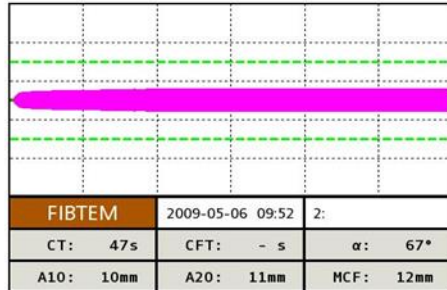 FIBTEM 2009-05-06 09:52 2:
CT: 47s CFT: - s α: 67°
A10: 10mm A20: 11mm MCF: 12mm